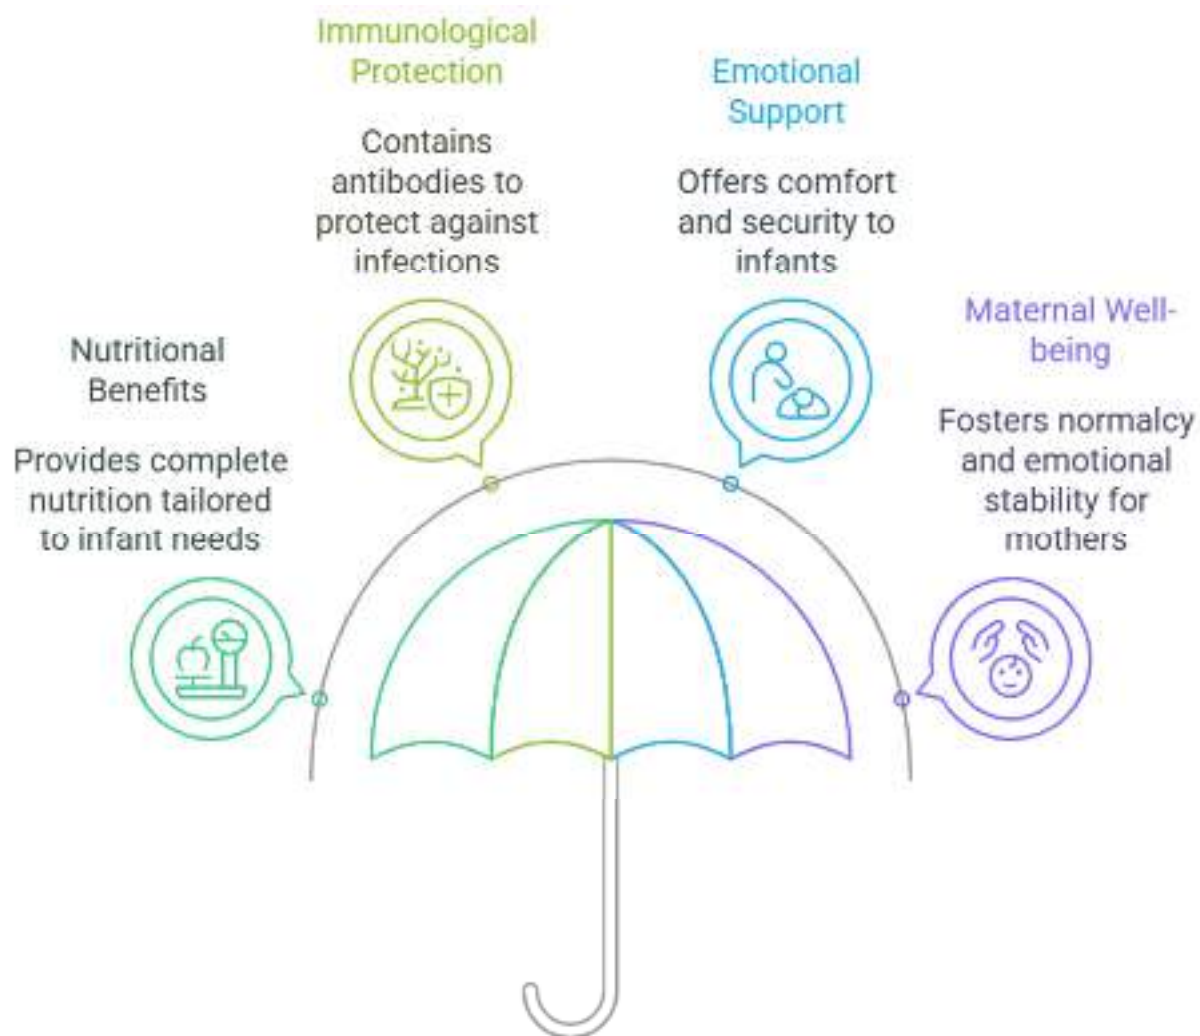 Immunological
Protection
Contains
antibodies to
protect against
infections
Emotional
Support
Offers comfort
and security to
infants
Maternal Well-
being
Fosters normalcy
and emotional
stability for
mothers
Nutritional
Benefits
Provides complete
nutrition tailored
to infant needs